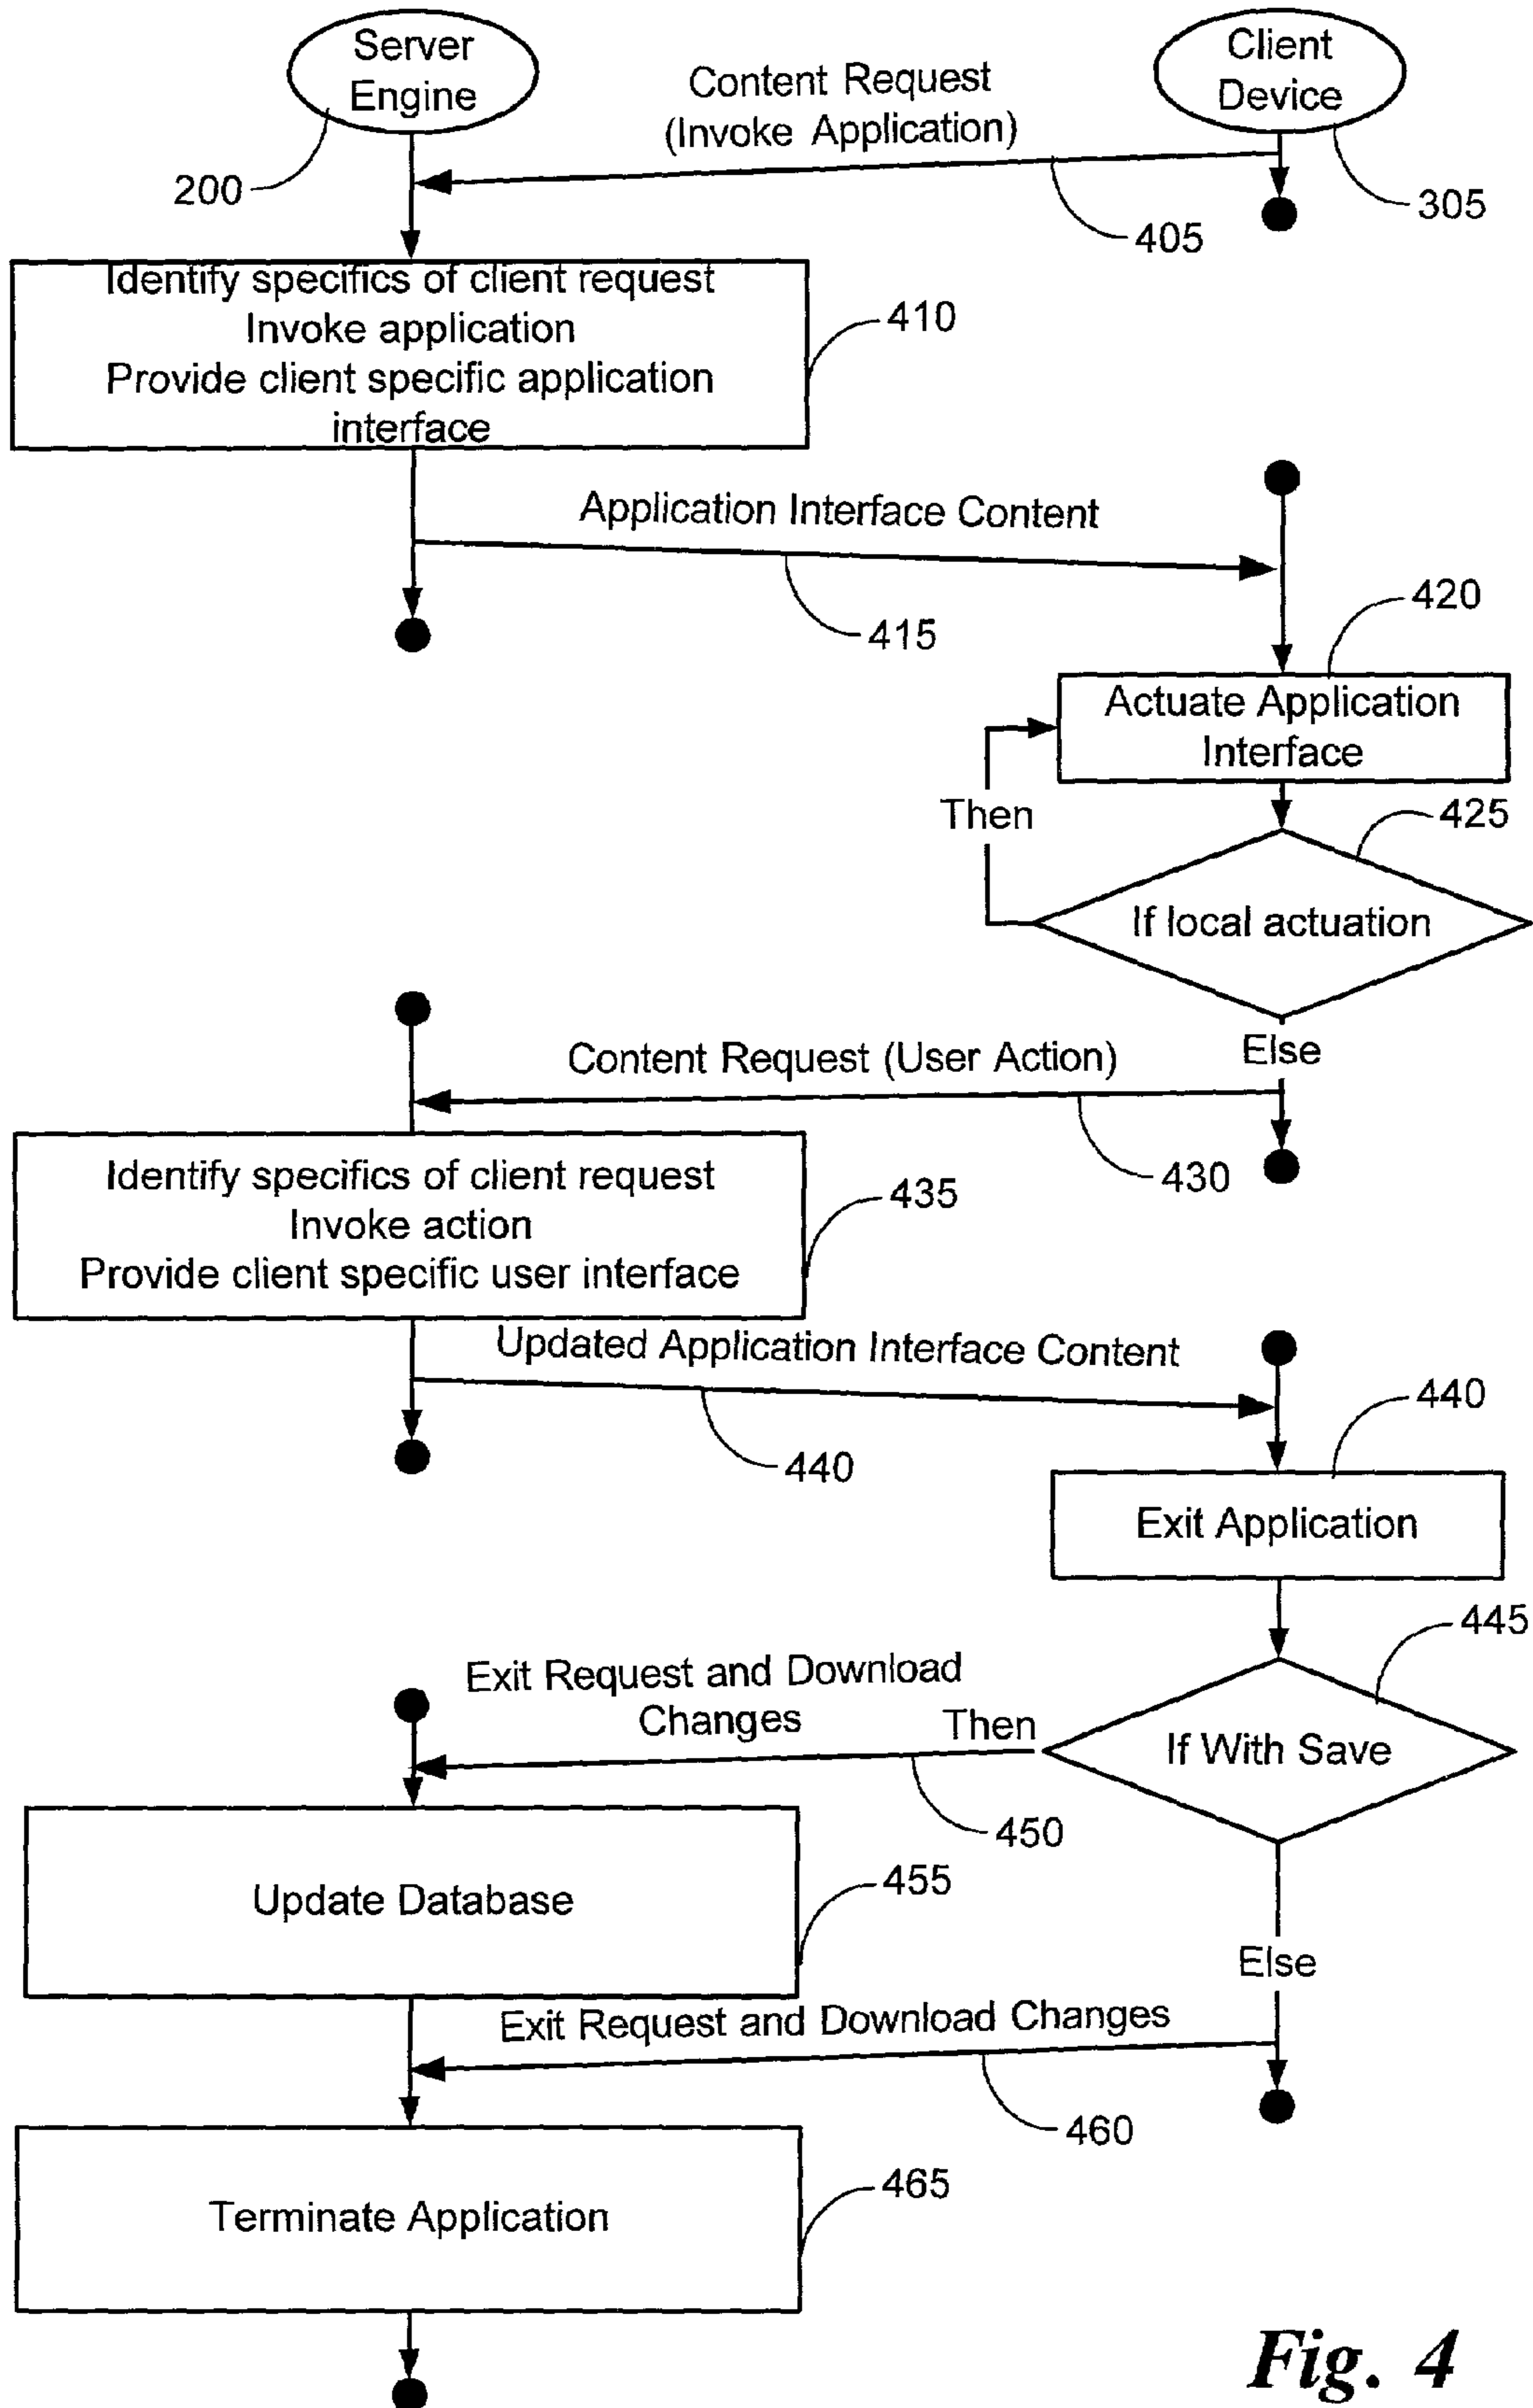 Server
Engine
Client
Device
Content Request
(Invoke Application)
200
305
405
Identify specifics of client request
Invoke application
Provide client specific application
interface
410
Application Interface Content
415
420
Actuate Application
Interface
Then
425
If local actuation
Else
Content Request (User Action)
430
Identify specifics of client request
Invoke action
Provide client specific user interface
435
Updated Application Interface Content
440
440
Exit Application
445
Exit Request and Download
Changes
Then
If With Save
450
Update Database
455
Else
Exit Request and Download Changes
460
Terminate Application
465
Fig. 4